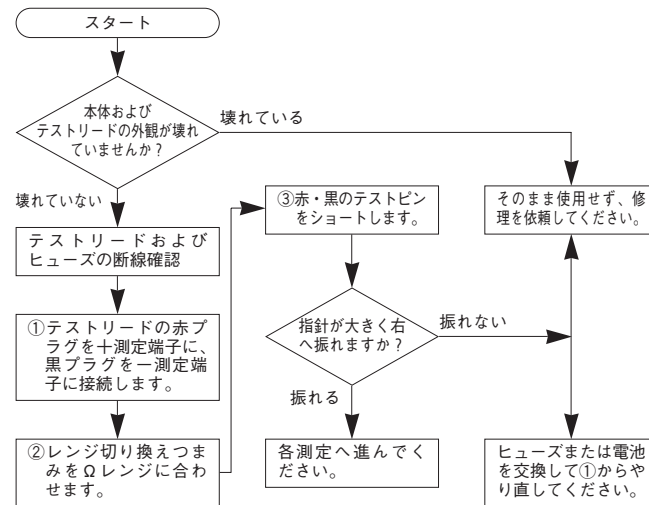 スタート
本体および
テストリードの外観が壊れ
ていませんか？
壊れている
壊れていない
テストリードおよび
ヒューズの断線確認
①テストリードの赤プ
ラグを＋測定端子に、
黒プラグを－測定端
子に接続します。
②レンジ切り換えつま
みをΩレンジに合わ
せます。
③赤・黒のテストピン
をショートします。
指針が大きく右
へ振れますか？
振れない
振れる
各測定へ進んでく
ださい。
そのまま使用せず、修
理を依頼してください。
ヒューズまたは電池
を交換して①からや
り直してください。